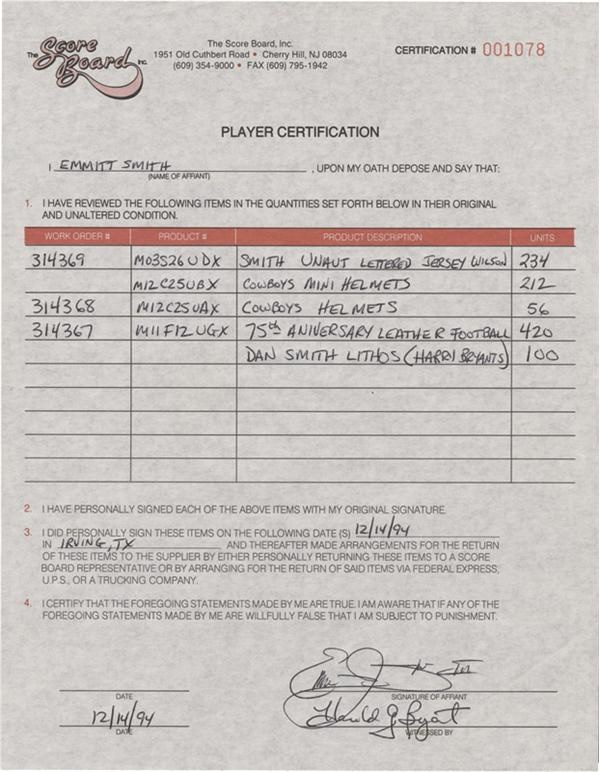 The Score Board, Inc.
The Score Board, Inc.
1951 Old Cuthbert Road • Cherry Hill, NJ 08034
(609) 354-9000 • FAX (609) 795-1942
CERTIFICATION # 001078
PLAYER CERTIFICATION
I EMMITT SMITH, UPON MY OATH DEPOSE AND SAY THAT:
(NAME OF AFFIANT)
1. I HAVE REVIEWED THE FOLLOWING ITEMS IN THE QUANTITIES SET FORTH BELOW IN THEIR ORIGINAL
AND UNALTERED CONDITION.
WORK ORDER # PRODUCT # PRODUCT DESCRIPTION UNITS
314369 M03S26UDX SMITH UNAUT LETTERED JERSEY WILSON 234
M12C25UBX COWBOYS MINI HELMETS 212
314368 M12C25UAX COWBOYS HELMETS 56
314367 M11F12UGX 75th ANIVERSARY LEATHER FOOTBALL 420
DAN SMITH LITHOS (HARRI BRYANTS) 100
2. I HAVE PERSONALLY SIGNED EACH OF THE ABOVE ITEMS WITH MY ORIGINAL SIGNATURE.
3. I DID PERSONALLY SIGN THESE ITEMS ON THE FOLLOWING DATE (S) 12/14/94
IN IRVING, TX AND THEREAFTER MADE ARRANGEMENTS FOR THE RETURN
OF THESE ITEMS TO THE SUPPLIER BY EITHER PERSONALLY RETURNING THESE ITEMS TO A SCORE
BOARD REPRESENTATIVE OR BY ARRANGING FOR THE RETURN OF SAID ITEMS VIA FEDERAL EXPRESS,
U.P.S., OR A TRUCKING COMPANY.
4. I CERTIFY THAT THE FOREGOING STATEMENTS MADE BY ME ARE TRUE. I AM AWARE THAT IF ANY OF THE
FOREGOING STATEMENTS MADE BY ME ARE WILLFULLY FALSE THAT I AM SUBJECT TO PUNISHMENT.
DATE SIGNATURE OF AFFIANT
12/14/94 Harold G Bryant
DATE WITNESSED BY